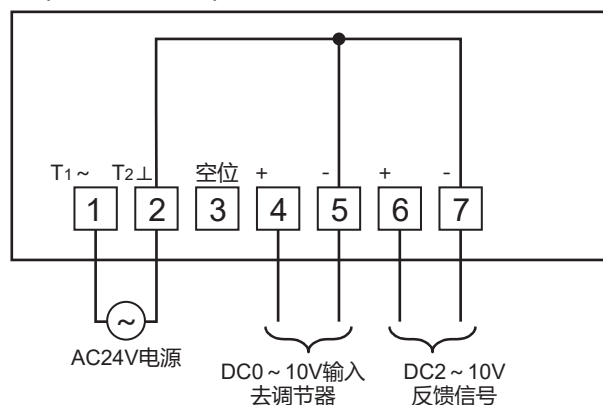 T1~ T2⊥ 空位 + - + -
1 2 3 4 5 6 7
~
AC24V电源
DC0~10V输入 DC2~10V
去调节器 反馈信号